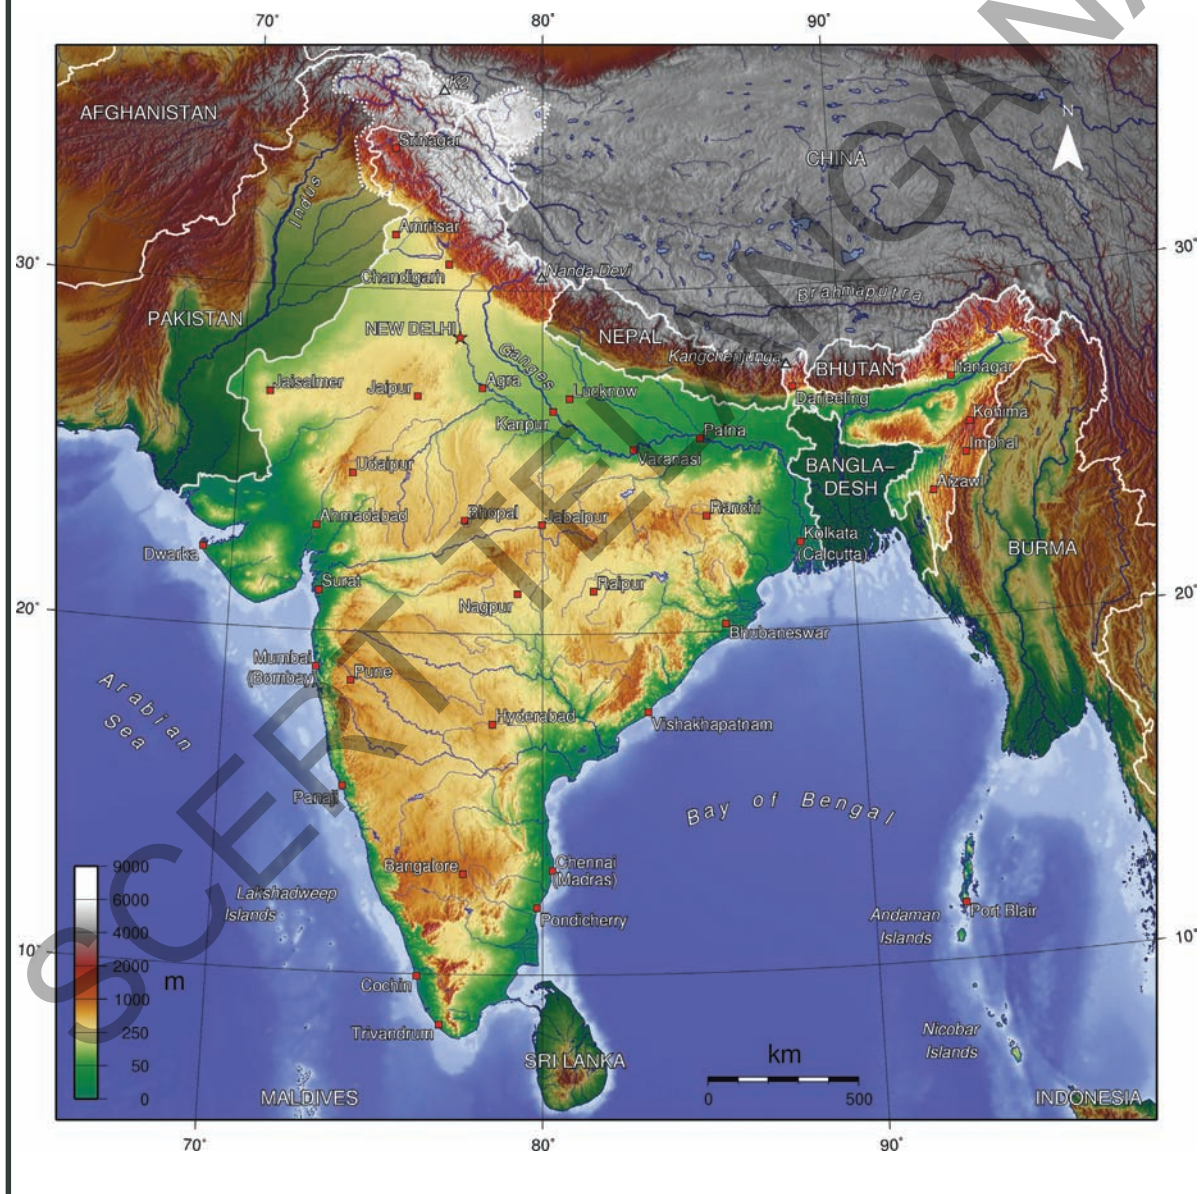 70°
80°
90°
K2
AFGHANISTAN
N
Srinagar
CHINA
Indus
Amritsar
30°
30°
Chandigarh
Nanda Devi
Brahmaputra
PAKISTAN
NEW DELHI
NEPAL
Ganges
Kangchenjunga
BHUTAN
Itanagar
Jaisalmer
Jaipur
Agra
Lucknow
Darjeeling
Kohima
Kanpur
Patna
Imphal
Varanasi
BANGLA–
DESH
Udaipur
Aizawl
Ahmadabad
Bhopal
Jabalpur
Ranchi
Kolkata
(Calcutta)
BURMA
Dwarka
Surat
Raipur
Nagpur
20°
20°
Bhubaneswar
Mumbai
(Bombay)
Pune
Arabian
Sea
Hyderabad
Vishakhapatnam
Panaji
Bay of Bengal
Bangalore
Chennai
(Madras)
Lakshadweep
Islands
Andaman
Islands
Port Blair
Pondicherry
10°
10°
Cochin
Trivandrum
Nicobar
Islands
SRI LANKA
MALDIVES
INDONESIA
9000
6000
4000
2000
1000
250
50
0
m
km
0
500
70°
80°
90°
SCERT TELANGANA